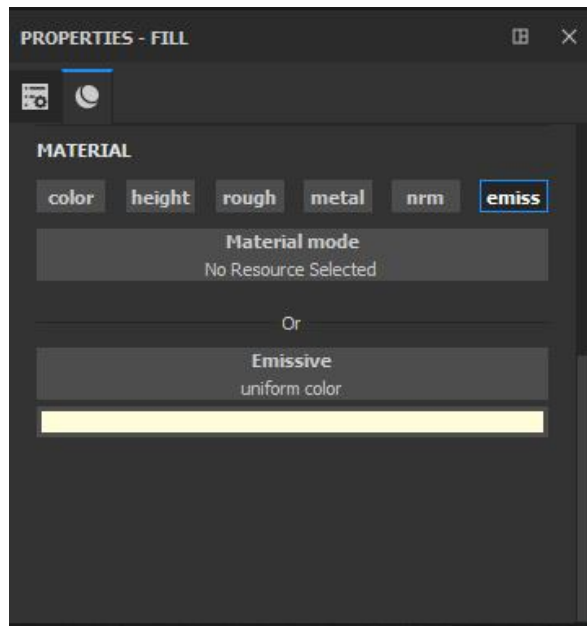 PROPERTIES - FILL
MATERIAL
color height rough metal nrm emiss
Material mode
No Resource Selected
Or
Emissive
uniform color